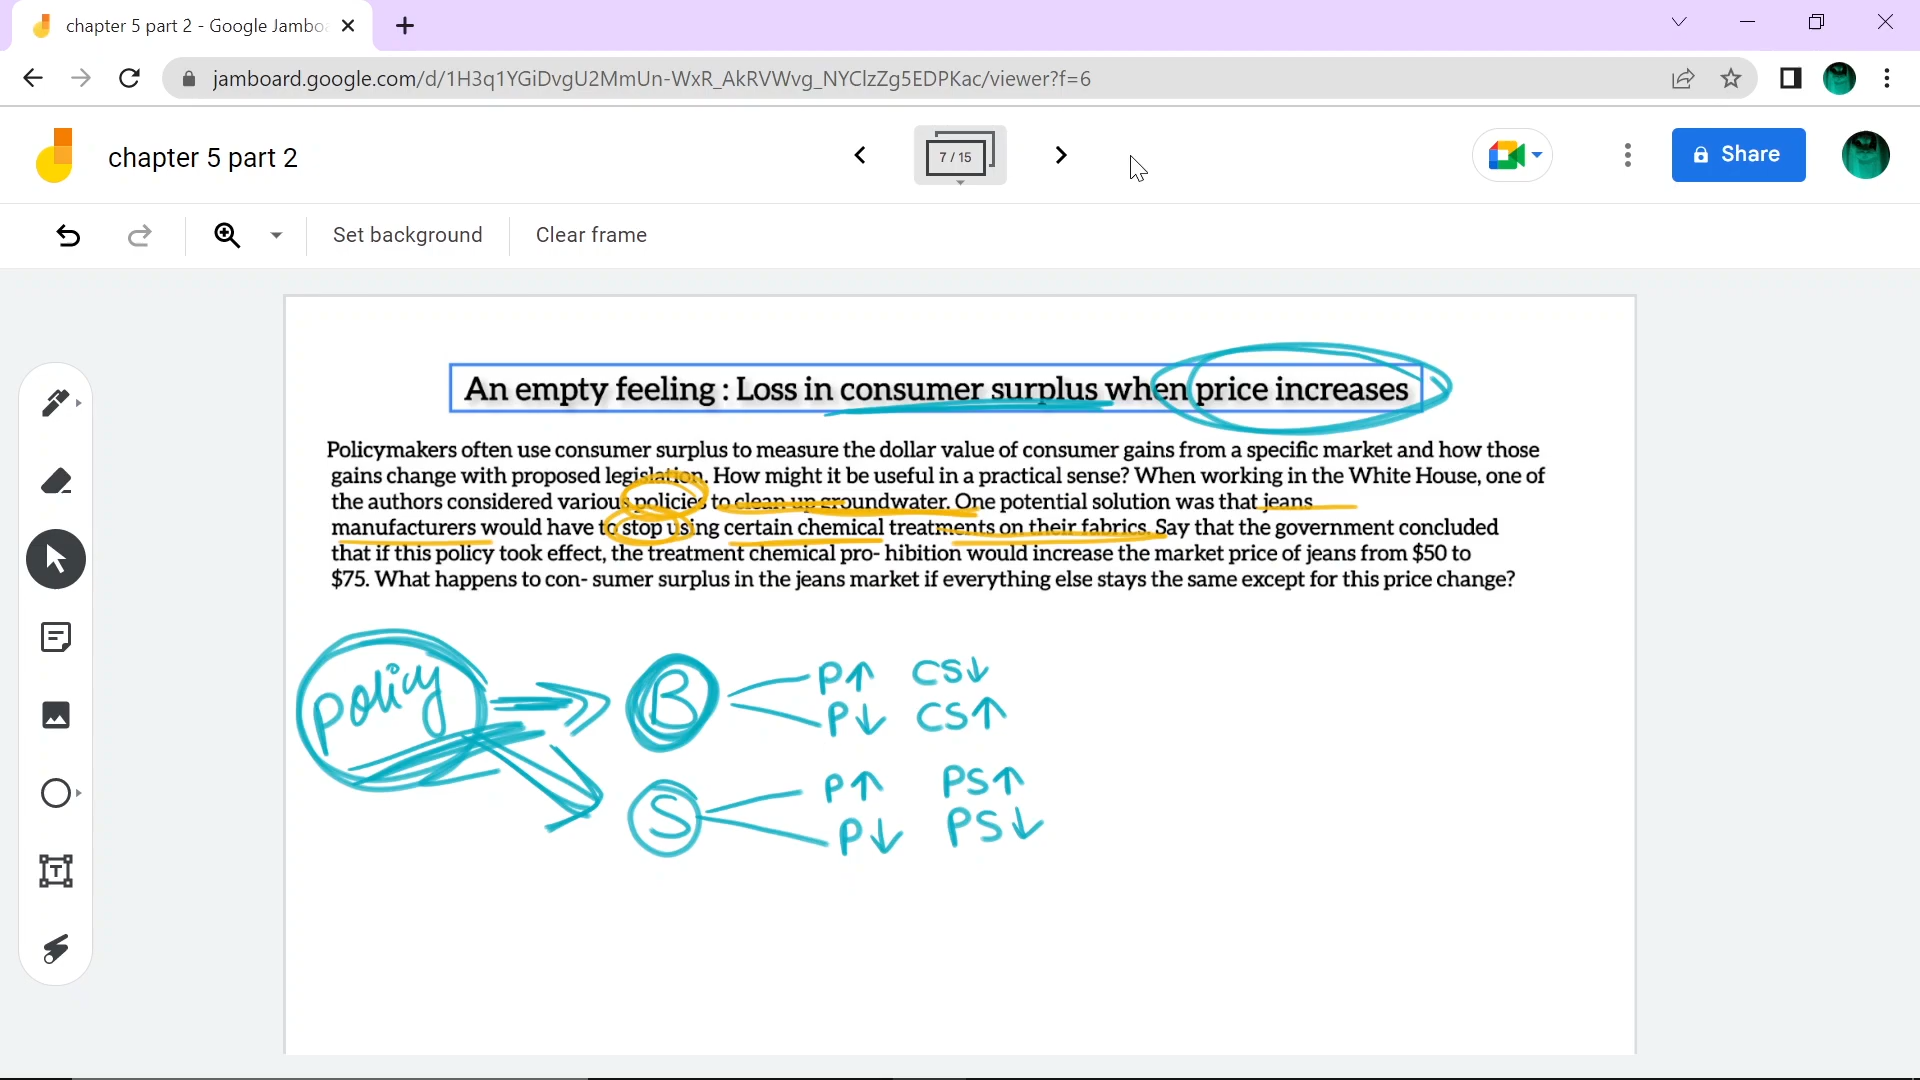 chapter 5 part 2 - Google Jambo
jamboard.google.com/d/1H3q1YGiDvgU2MmUn-WxR_AkRVWvg_NYClzZg5EDPKac/viewer?f=6
chapter 5 part 2
7 / 15
Share
Set background
Clear frame
An empty feeling : Loss in consumer surplus when price increases
Policymakers often use consumer surplus to measure the dollar value of consumer gains from a specific market and how those
gains change with proposed legislation. How might it be useful in a practical sense? When working in the White House, one of
the authors considered various policies to clean up groundwater. One potential solution was that jeans
manufacturers would have to stop using certain chemical treatments on their fabrics. Say that the government concluded
that if this policy took effect, the treatment chemical pro- hibition would increase the market price of jeans from $50 to
$75. What happens to con- sumer surplus in the jeans market if everything else stays the same except for this price change?
policy
B
P↑ CS↓
P↓ CS↑
S
P↑ PS↑
P↓ PS↓